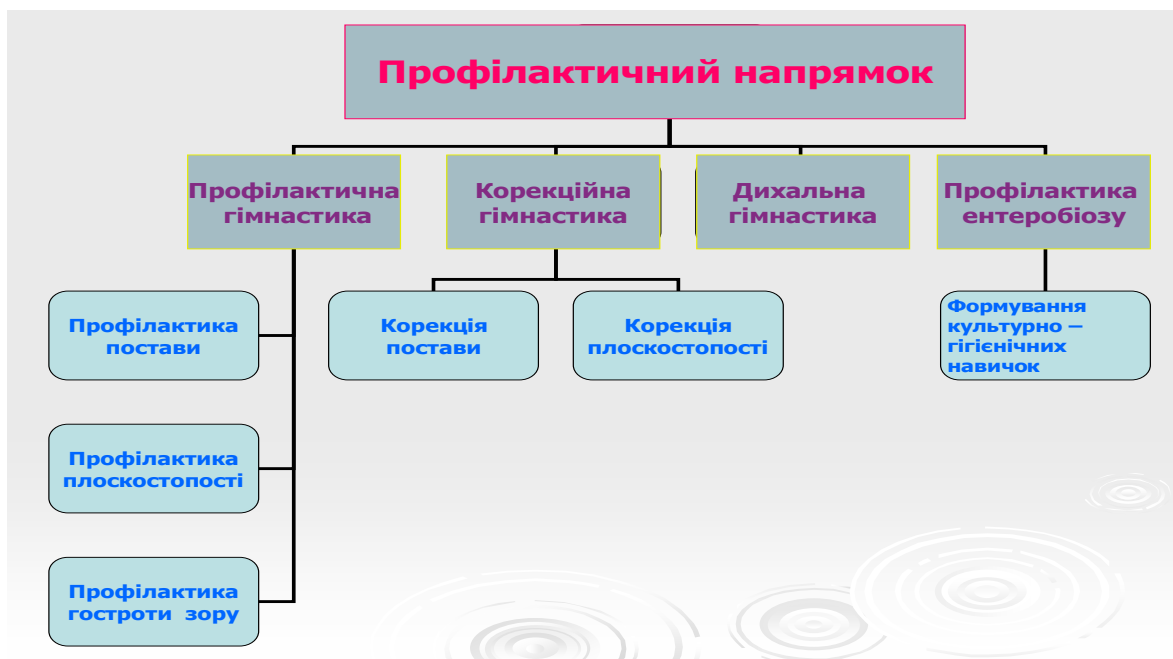 Профілактичний напрямок
Профілактична
гімнастика
Корекційна
гімнастика
Дихальна
гімнастика
Профілактика
ентеробіозу
Профілактика
постави
Корекція
постави
Корекція
плоскостопості
Формування
культурно –
гігієнічних
навичок
Профілактика
плоскостопості
Профілактика
гостроти зору